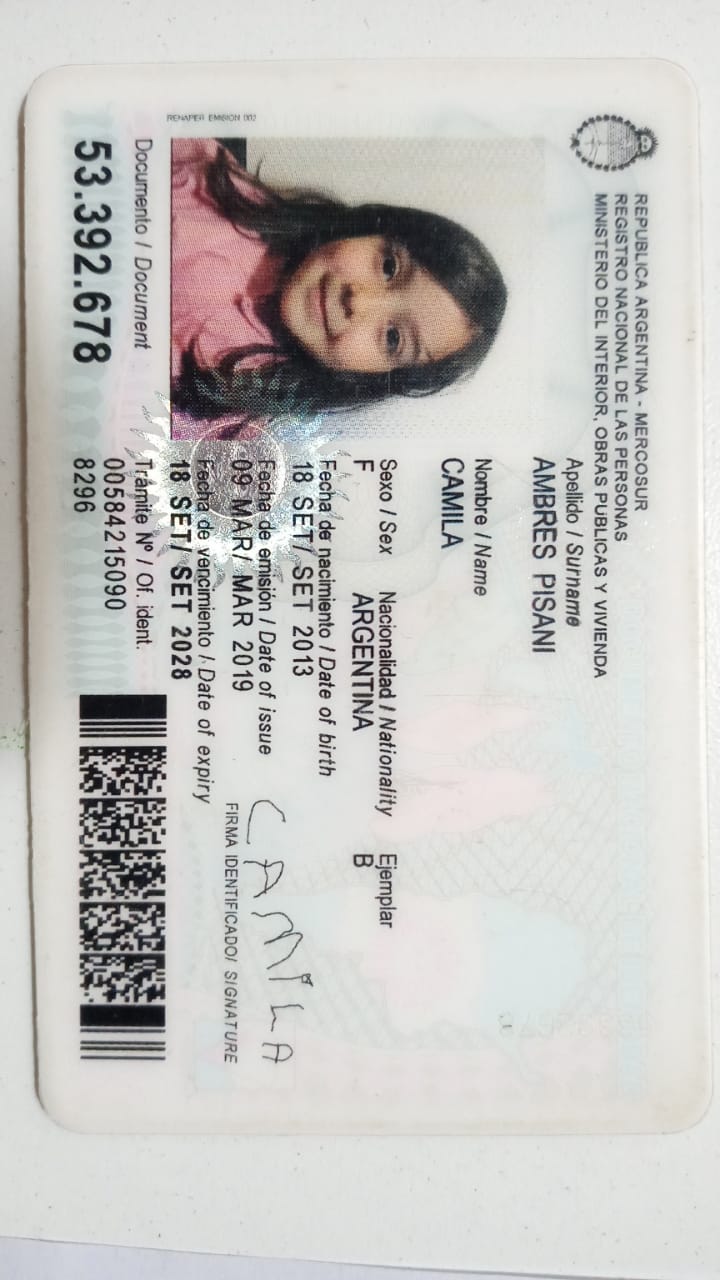 REPUBLICA ARGENTINA - MERCOSUR
REGISTRO NACIONAL DE LAS PERSONAS
MINISTERIO DEL INTERIOR, OBRAS PUBLICAS Y VIVIENDA
Apellido / Surname
AMBRES PISANI
Nombre / Name
CAMILA
Sexo / Sex Nacionalidad / Nationality Ejemplar
F ARGENTINA B
Fecha de nacimiento / Date of birth
18 SET/ SET 2013
Fecha de emisión / Date of issue
09 MAR/ MAR 2019
Fecha de vencimiento / Date of expiry
18 SET/ SET 2028
CAMILA
FIRMA IDENTIFICADO/ SIGNATURE
RENAPER EMISION 002
Documento / Document
53.392.678
Trámite Nº / Of. ident.
00584215090
8296